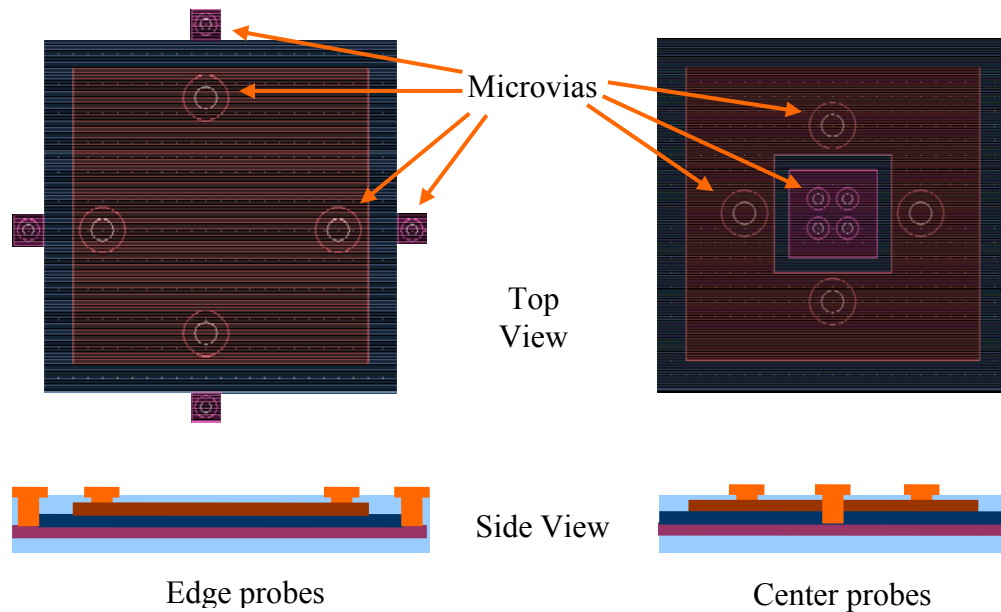 Microvias
Top
View
Side View
Edge probes
Center probes